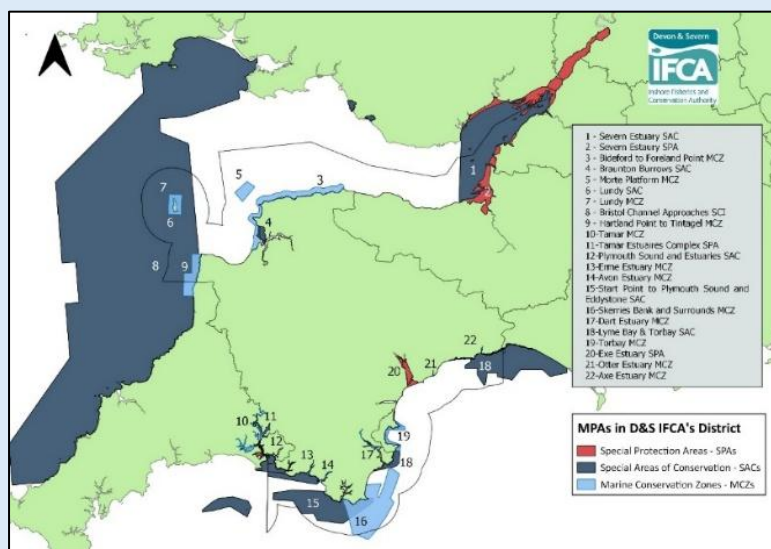 Devon & Severn
IFCA
Inshore Fisheries and
Conservation Authority
1 - Severn Estuary SAC
2 - Severn Estaury SPA
3 - Bideford to Foreland Point MCZ
4 - Braunton Burrows SAC
5 - Morte Platform MCZ
6 - Lundy SAC
7 - Lundy MCZ
8 - Bristol Channel Approaches SCI
9 - Hartland Point to Tintagel MCZ
10-Tamar MCZ
11-Tamar Estuaires Complex SPA
12-Plymouth Sound and Estuaries SAC
13-Erme Estuary MCZ
14-Avon Estuary MCZ
15-Start Point to Plymouth Sound and
Eddystone SAC
16-Skerries Bank and Surrounds MCZ
17-Dart Estuary MCZ
18-Lyme Bay & Torbay SAC
19-Torbay MCZ
20-Exe Estuary SPA
21-Otter Estuary MCZ
22-Axe Estuary MCZ
1
2
3
5
7
6
4
8
9
22
21
20
18
11
10
12
19
13
17
14
18
15
16
MPAs in D&S IFCA's District
Special Protection Areas - SPAs
Special Areas of Conservation - SACs
Marine Conservation Zones - MCZs